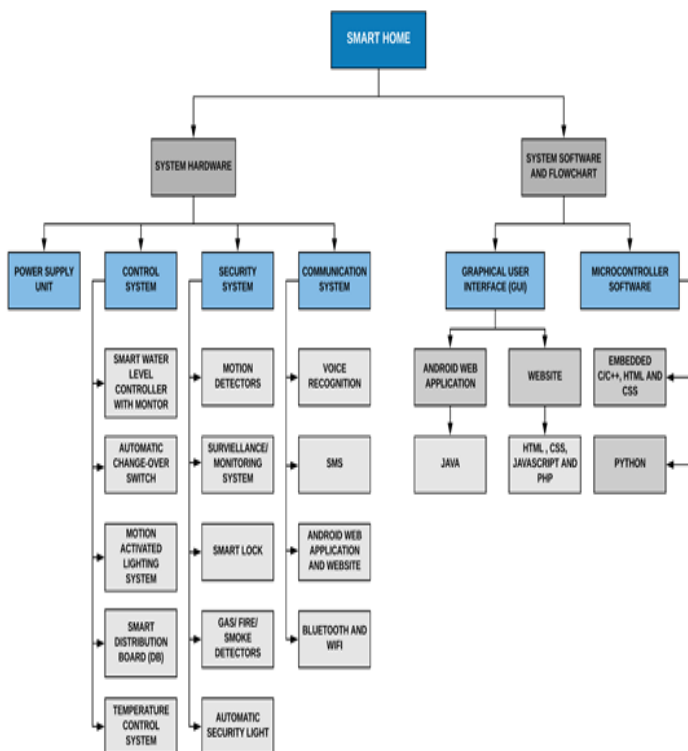 SMART HOME
SYSTEM HARDWARE
SYSTEM SOFTWARE
AND FLOWCHART
POWER SUPPLY
UNIT
CONTROL
SYSTEM
SECURITY
SYSTEM
COMMUNICATION
SYSTEM
GRAPHICAL USER
INTERFACE (GUI)
MICROCONTROLLER
SOFTWARE
SMART WATER
LEVEL
CONTROLLER
WITH MONTOR
MOTION
DETECTORS
VOICE
RECOGNITION
ANDROID WEB
APPLICATION
WEBSITE
EMBEDDED
C/C++, HTML AND
CSS
AUTOMATIC
CHANGE-OVER
SWITCH
SURVIELLANCE/
MONITORING
SYSTEM
SMS
JAVA
HTML , CSS,
JAVASCRIPT AND
PHP
PYTHON
MOTION
ACTIVATED
LIGHTING
SYSTEM
SMART LOCK
ANDROID WEB
APPLICATION
AND WEBSITE
SMART
DISTRIBUTION
BOARD (DB)
GAS/ FIRE/
SMOKE
DETECTORS
BLUETOOTH AND
WIFI
TEMPERATURE
CONTROL
SYSTEM
AUTOMATIC
SECURITY LIGHT